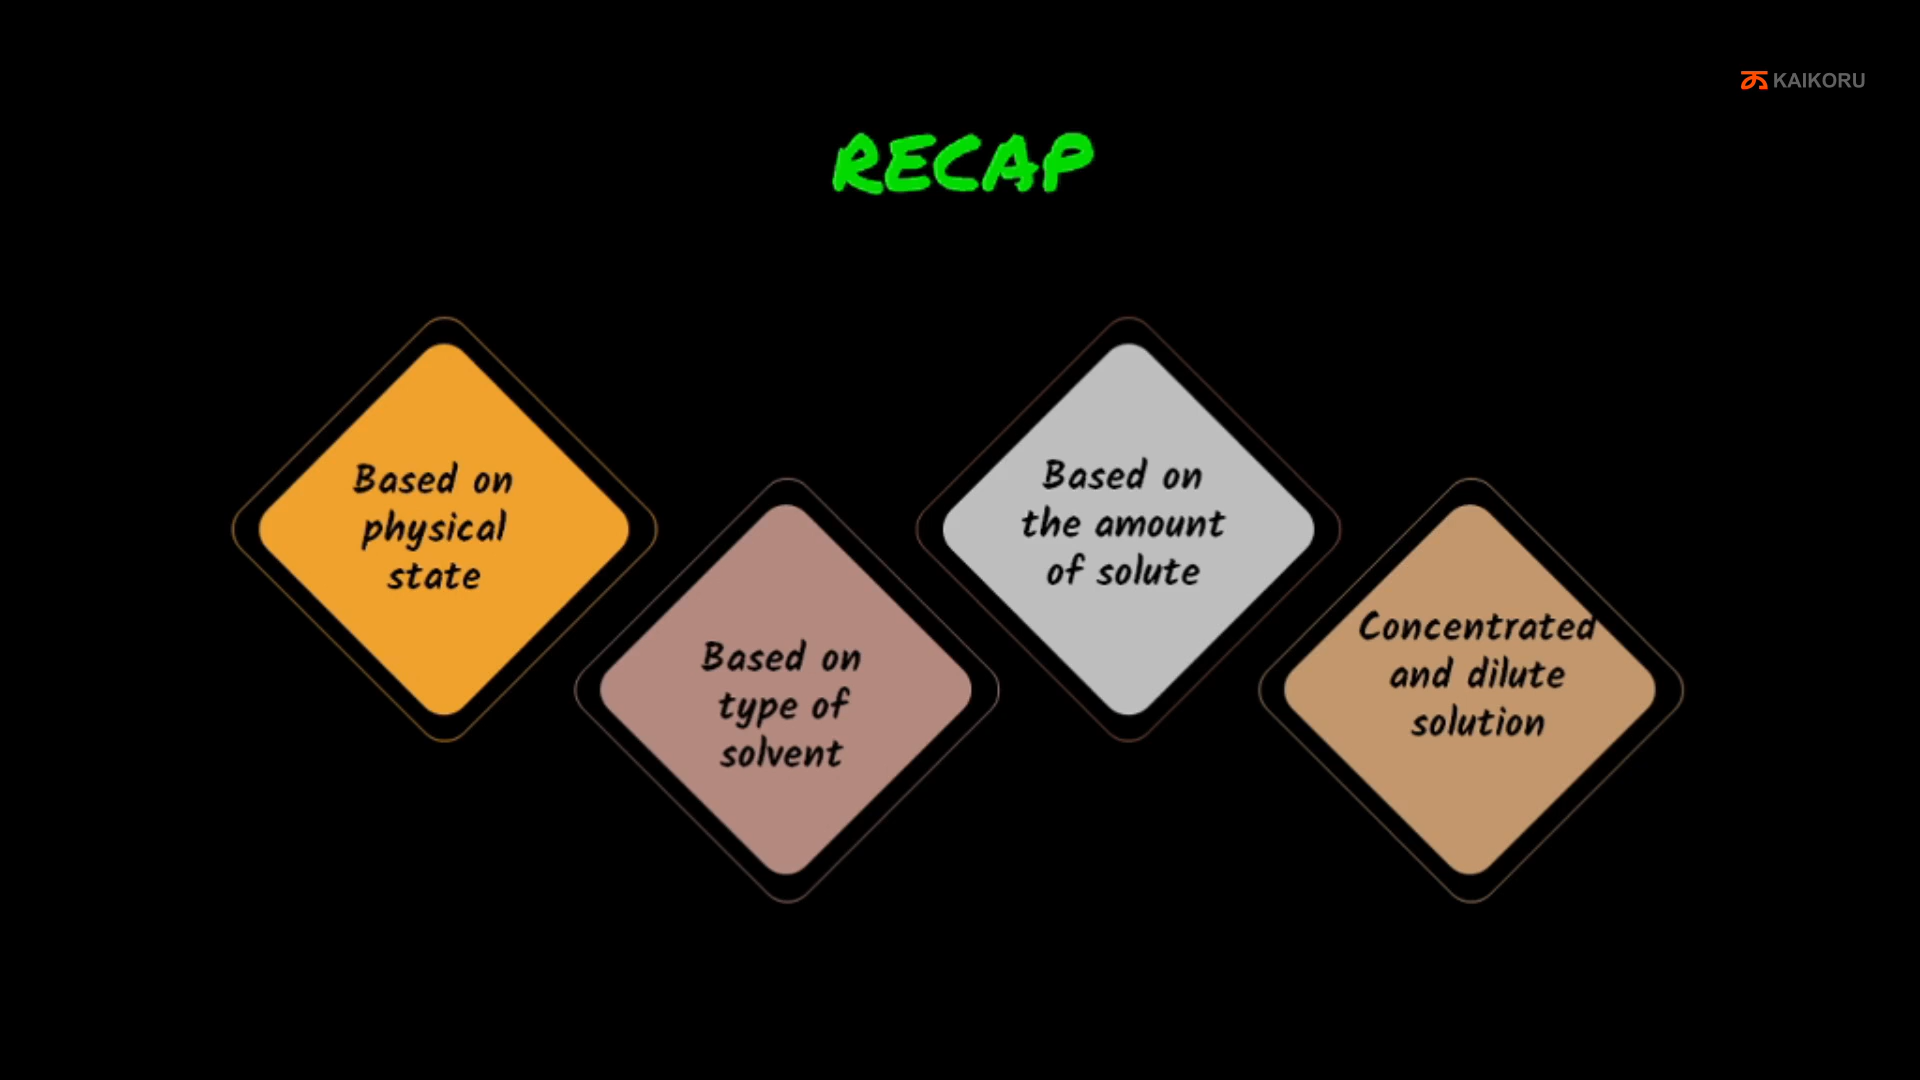 KAIKORU
RECAP
Based on
physical
state
Based on
type of
solvent
Based on
the amount
of solute
Concentrated
and dilute
solution